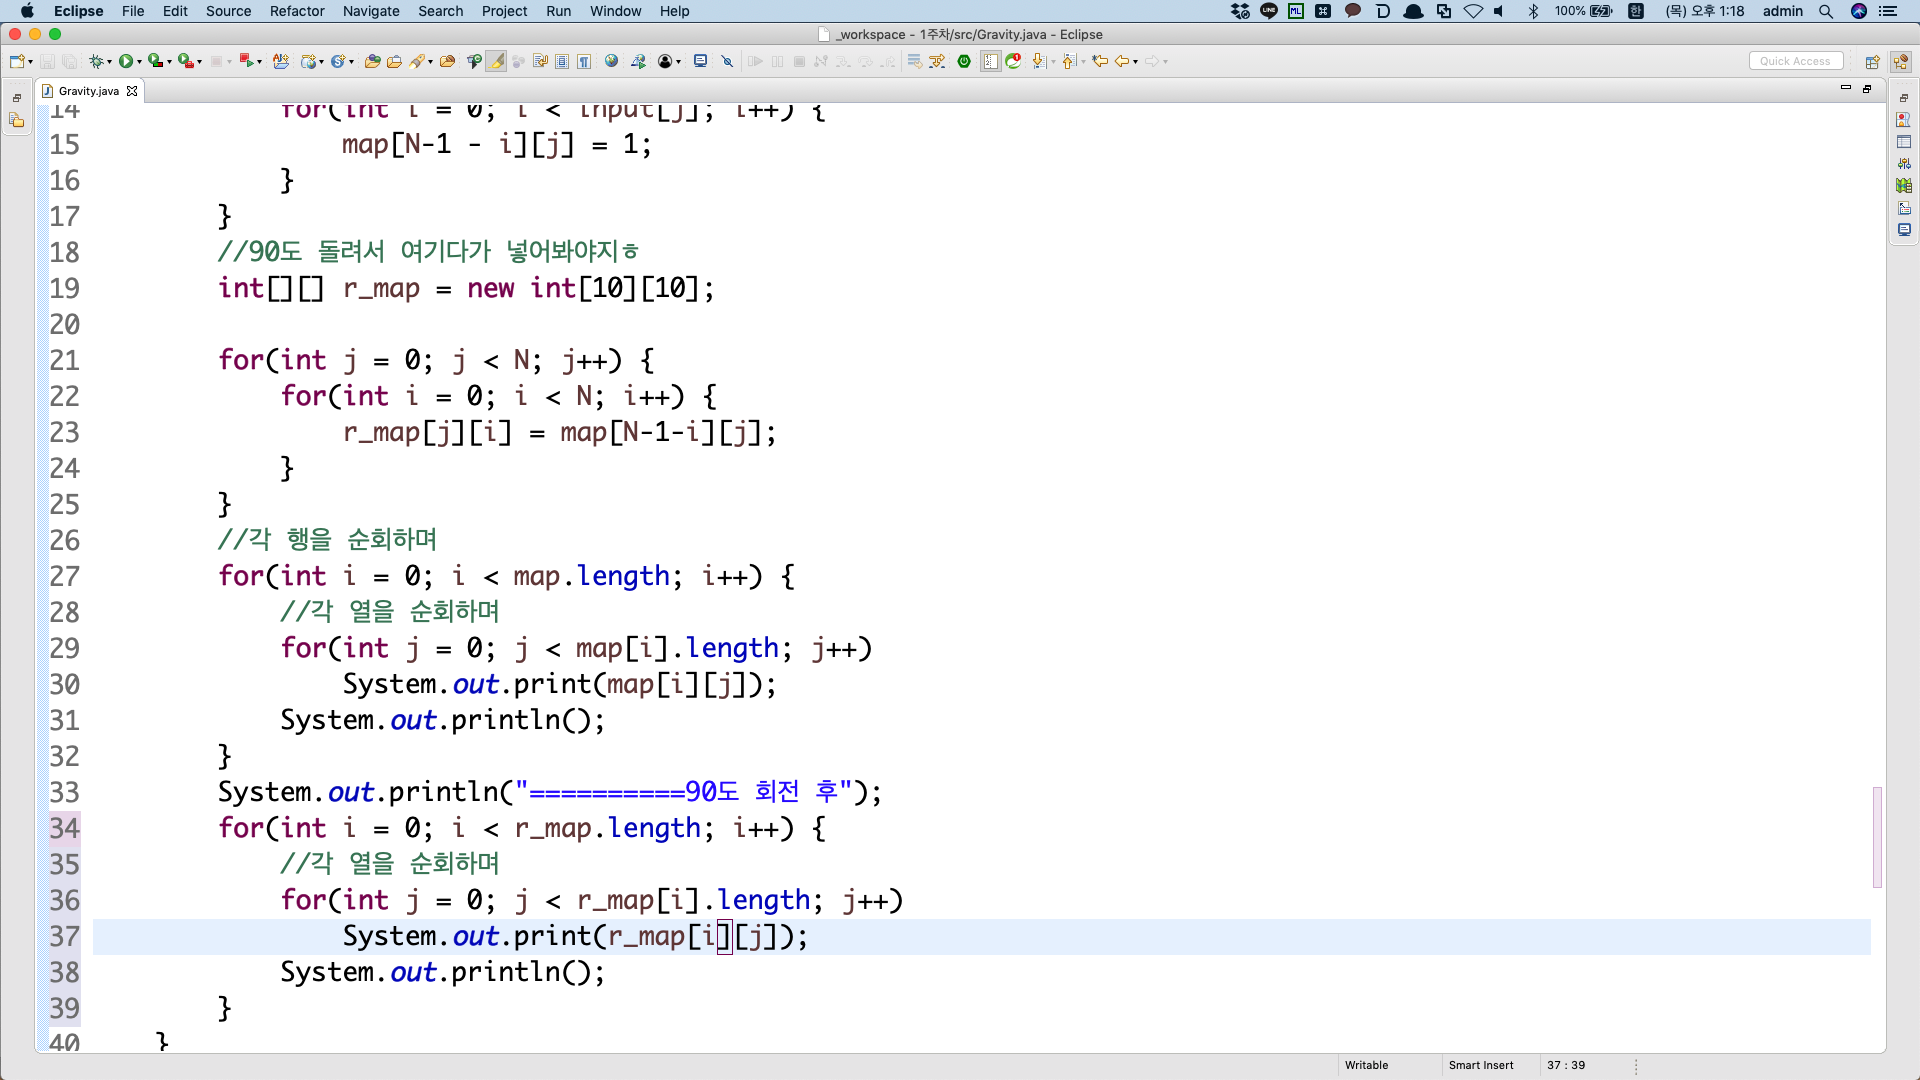 Eclipse File Edit Source Refactor Navigate Search Project Run Window Help 100% 한 (목) 오후 1:18 admin
_workspace - 1주차/src/Gravity.java - Eclipse
Quick Access
Gravity.java
14 for(int i = 0; i < input[j]; i++) {
15 map[N-1 - i][j] = 1;
16 }
17 }
18 //90도 돌려서 여기다가 넣어봐야지ㅎ
19 int[][] r_map = new int[10][10];
20
21 for(int j = 0; j < N; j++) {
22 for(int i = 0; i < N; i++) {
23 r_map[j][i] = map[N-1-i][j];
24 }
25 }
26 //각 행을 순회하며
27 for(int i = 0; i < map.length; i++) {
28 //각 열을 순회하며
29 for(int j = 0; j < map[i].length; j++)
30 System.out.print(map[i][j]);
31 System.out.println();
32 }
33 System.out.println("==========90도 회전 후");
34 for(int i = 0; i < r_map.length; i++) {
35 //각 열을 순회하며
36 for(int j = 0; j < r_map[i].length; j++)
37 System.out.print(r_map[i][j]);
38 System.out.println();
39 }
40 }
Writable Smart Insert 37 : 39